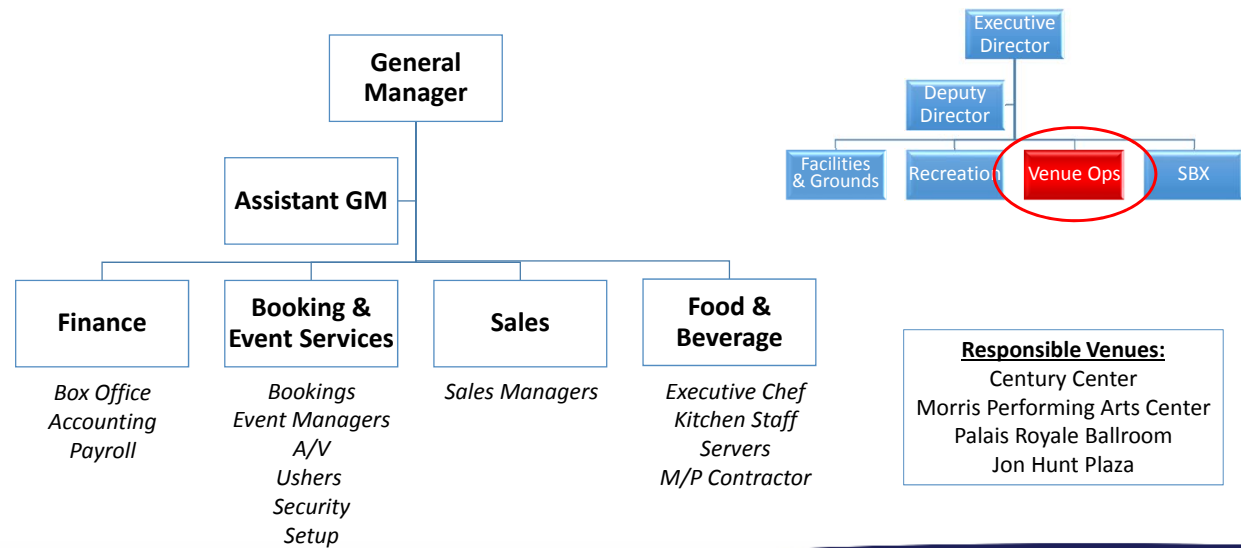 General
Manager
Assistant GM
Finance
Box Office
Accounting
Payroll
Booking &
Event Services
Bookings
Event Managers
A/V
Ushers
Security
Setup
Sales
Sales Managers
Food &
Beverage
Executive Chef
Kitchen Staff
Servers
M/P Contractor
Executive
Director
Deputy
Director
Facilities
& Grounds
Recreation
Venue Ops
SBX
Responsible Venues:
Century Center
Morris Performing Arts Center
Palais Royale Ballroom
Jon Hunt Plaza